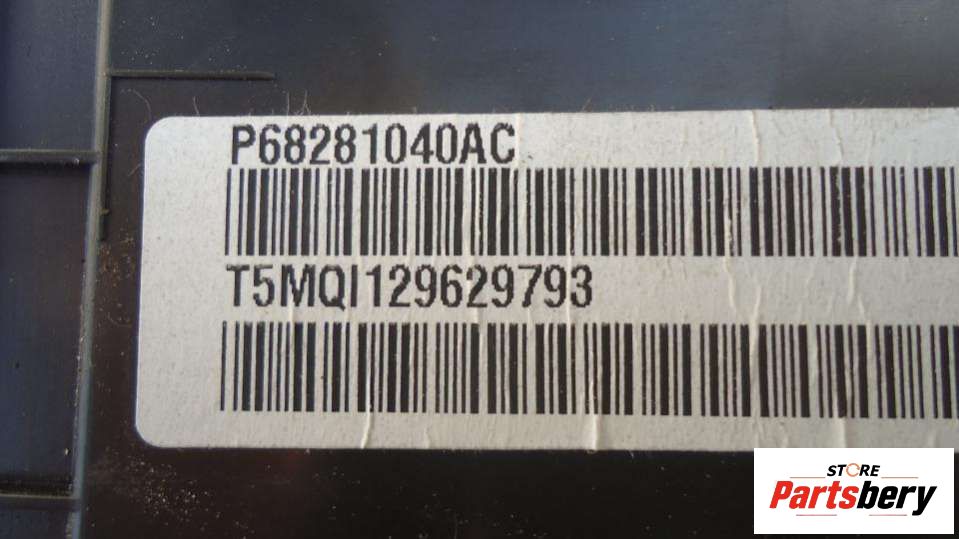 P68281040AC
T5MQI129629793
STORE
Partsbery